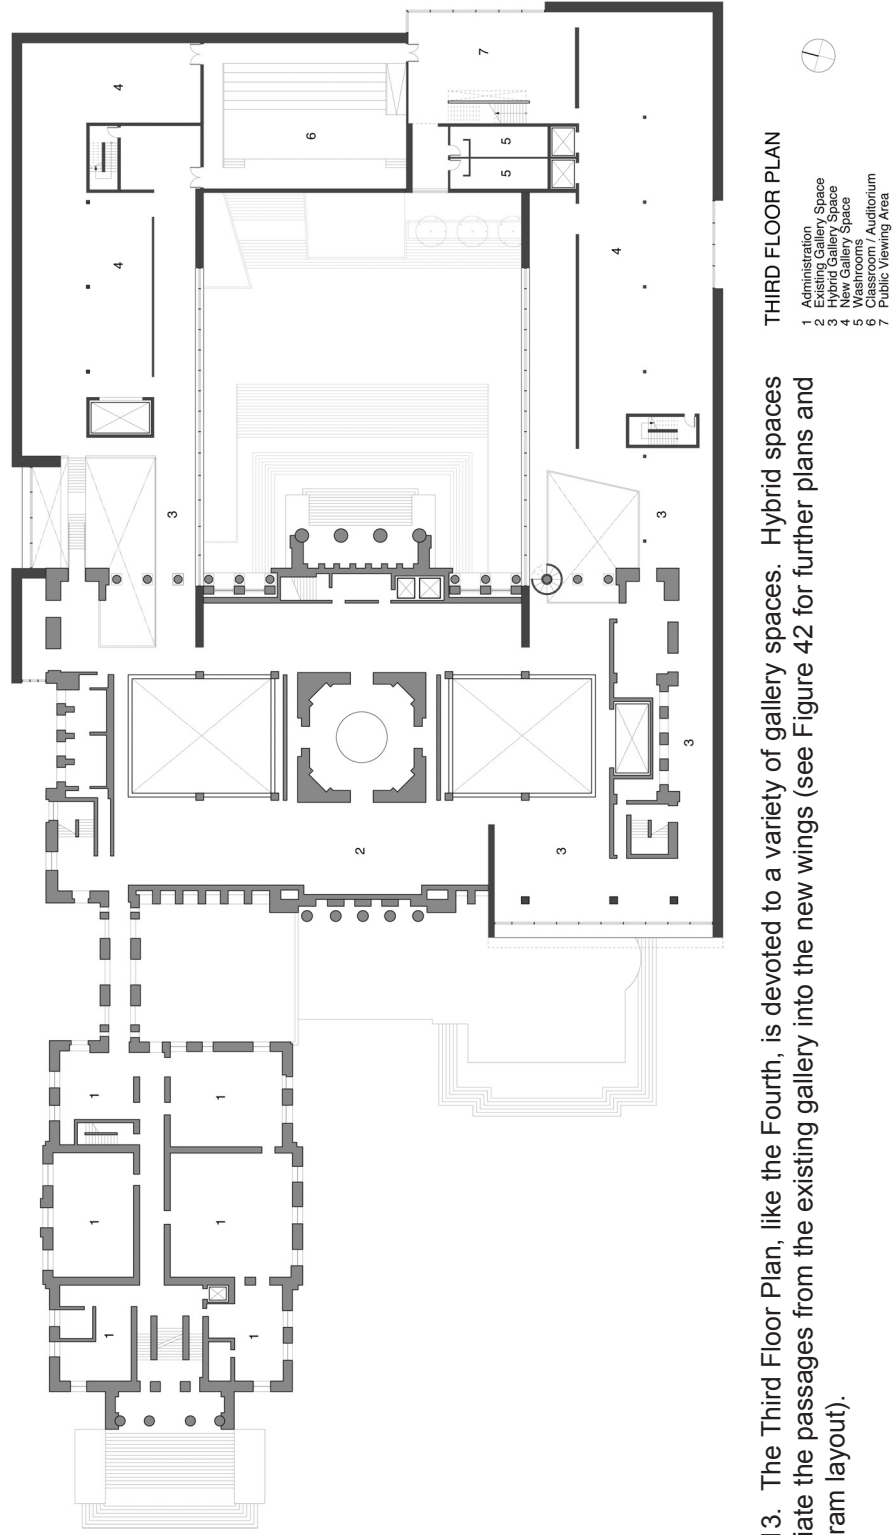 4
7
6
5
5
4
4
3
3
3
2
3
1
1
1
1
1
1
THIRD FLOOR PLAN
1 Administration
2 Existing Gallery Space
3 Hybrid Gallery Space
4 New Gallery Space
5 Washrooms
6 Classroom / Auditorium
7 Public Viewing Area
13. The Third Floor Plan, like the Fourth, is devoted to a variety of gallery spaces. Hybrid spaces
iate the passages from the existing gallery into the new wings (see Figure 42 for further plans and
ram layout).